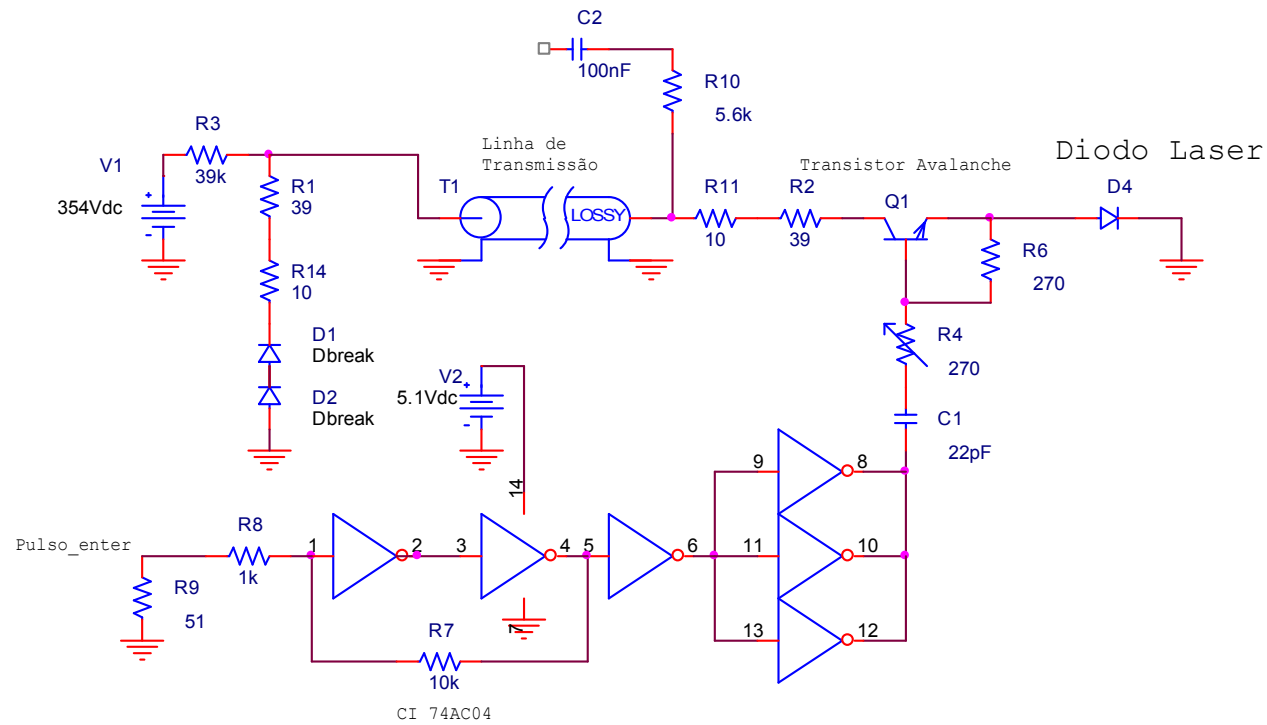 C2
100nF
R10
5.6k
R3
39k
V1
354Vdc
+
-
R1
39
R14
10
D1
Dbreak
D2
Dbreak
Linha de
Transmissão
T1
LOSSY
R11
10
R2
39
Transistor Avalanche
Q1
Diodo Laser
D4
R6
270
R4
270
C1
22pF
V2
5.1Vdc
+
-
14
7
Pulso_enter
R9
51
R8
1k
1
2
3
4
5
6
R7
10k
CI 74AC04
9
8
11
10
13
12